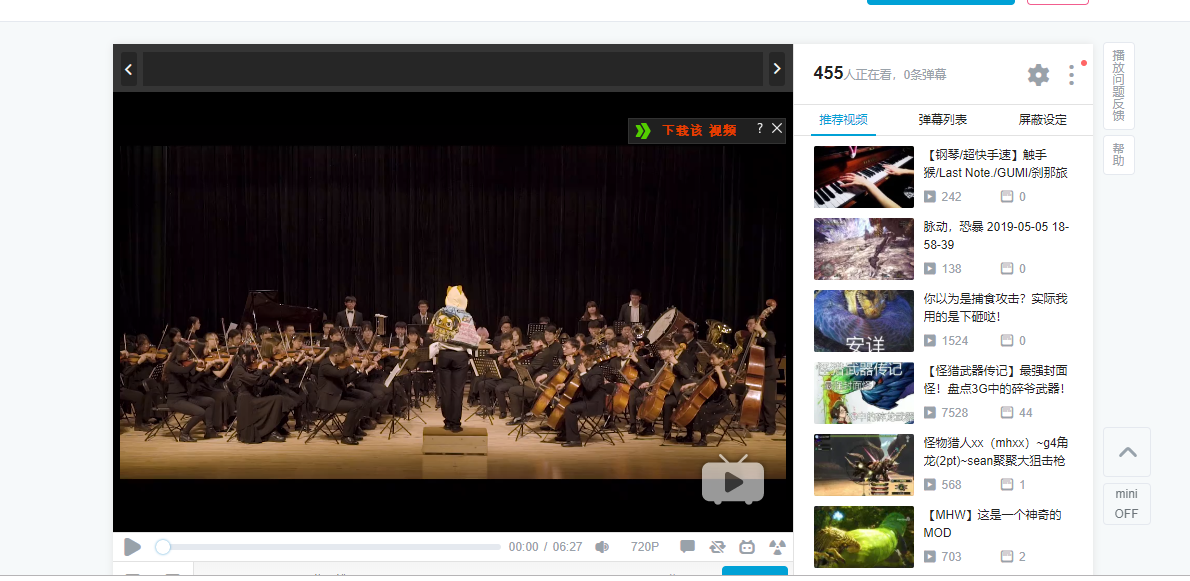 455人正在看，0条弹幕
推荐视频
弹幕列表
屏蔽设定
下载该 视频 ?
【钢琴/超快手速】触手
猴/Last Note./GUMI/刹那旅
242
0
脉动，恐暴 2019-05-05 18-
58-39
138
0
安详
你以为是捕食攻击？实际我
用的是下砸哒！
1524
0
怪猎武器传记
【怪猎武器传记】最强封面
怪！盘点3G中的碎爷武器！
7528
44
怪物猎人xx（mhxx）~g4角
龙(2pt)~sean聚聚大狙击枪
568
1
【MHW】这是一个神奇的
MOD
703
2
00:00 / 06:27
720P
播放问题反馈
帮助
mini
OFF